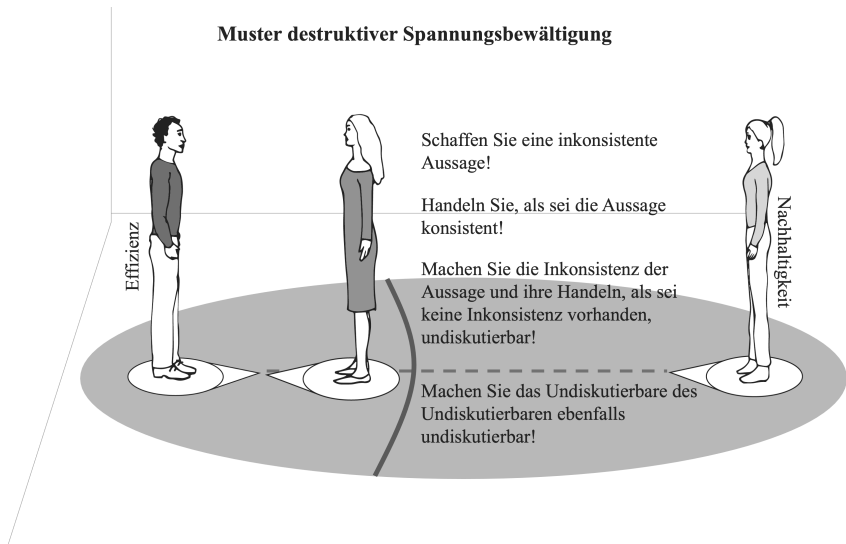 Muster destruktiver Spannungsbewältigung
Schaffen Sie eine inkonsistente
Aussage!
Handeln Sie, als sei die Aussage
konsistent!
Machen Sie die Inkonsistenz der
Aussage und ihre Handeln, als sei
keine Inkonsistenz vorhanden,
undiskutierbar!
Machen Sie das Undiskutierbare des
Undiskutierbaren ebenfalls
undiskutierbar!
Effizienz
Nachhaltigkeit